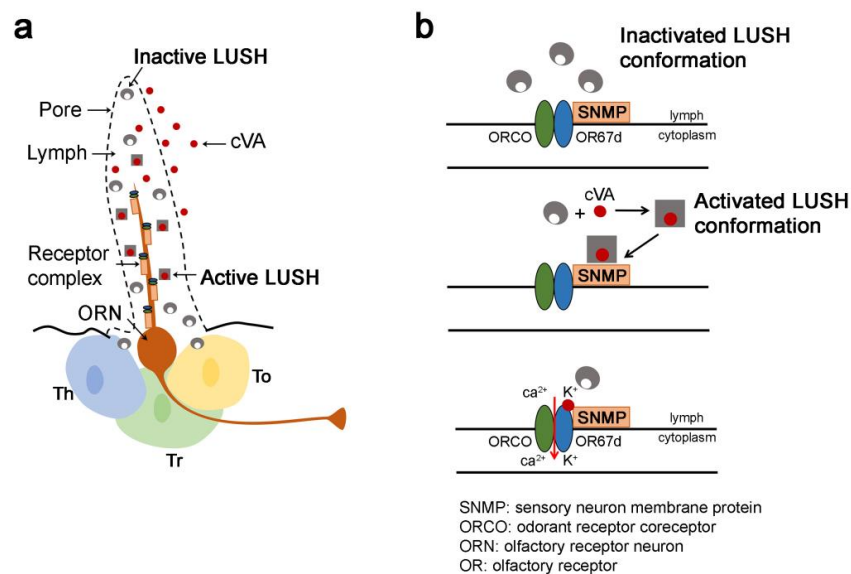 a
Inactive LUSH
Pore
Lymph
cVA
Receptor
complex
Active LUSH
ORN
Th
To
Tr
b
Inactivated LUSH
conformation
SNMP
lymph
ORCO
OR67d
cytoplasm
cVA
+
Activated LUSH
conformation
SNMP
ca²⁺
K⁺
SNMP
lymph
ORCO
OR67d
cytoplasm
ca²⁺
K⁺
SNMP: sensory neuron membrane protein
ORCO: odorant receptor coreceptor
ORN: olfactory receptor neuron
OR: olfactory receptor